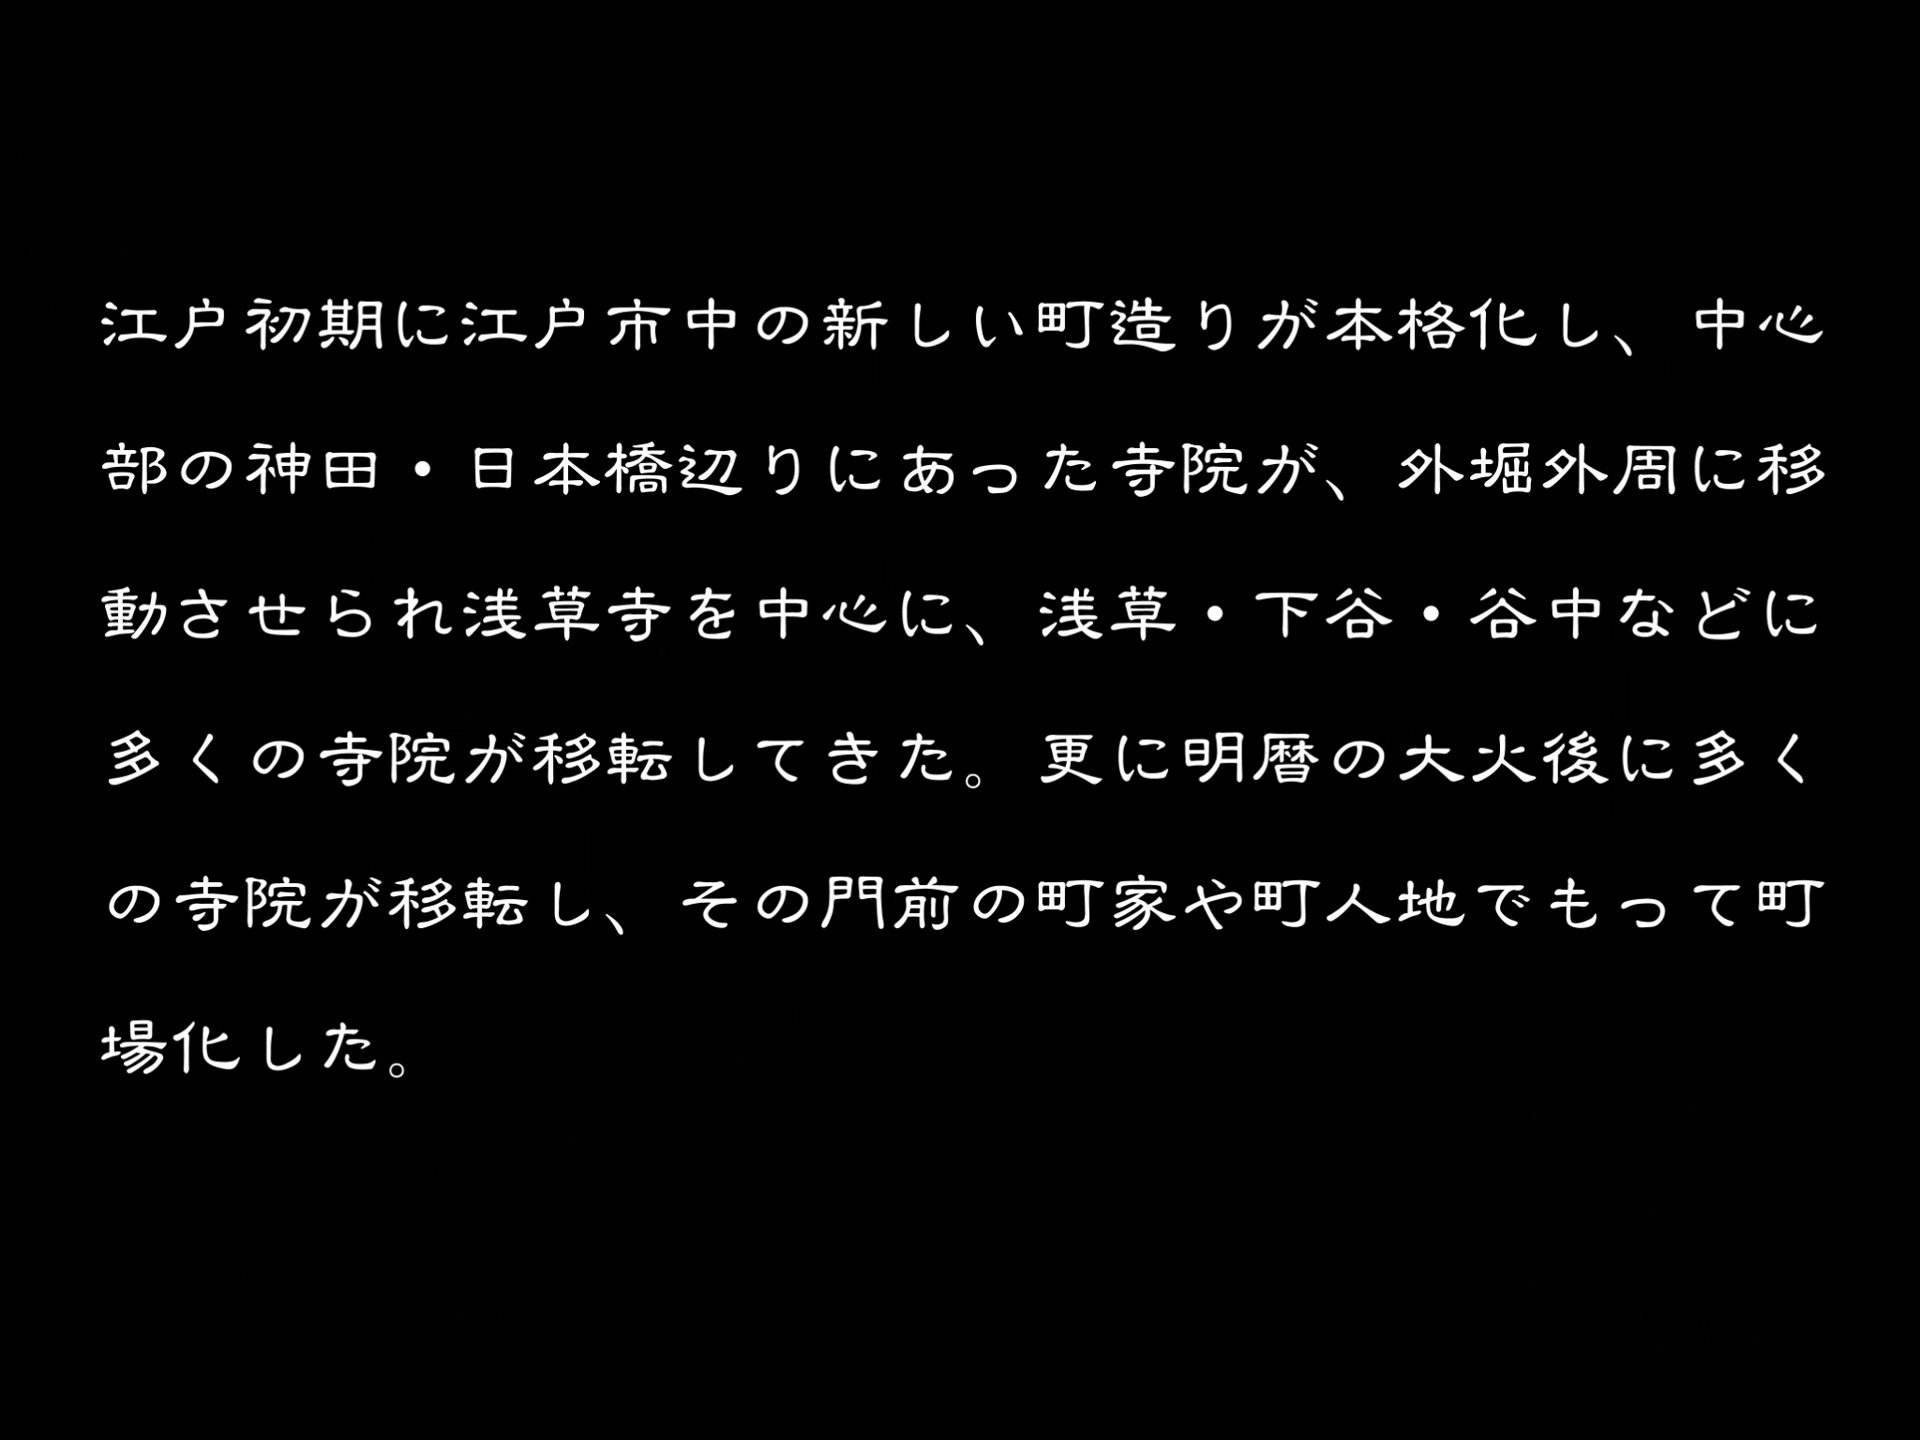 江戸初期に江戸市中の新しい町造りが本格化し、中心
部の神田・日本橋辺りにあった寺院が、外堀外周に移
動させられ浅草寺を中心に、浅草・下谷・谷中などに
多くの寺院が移転してきた。更に明暦の大火後に多く
の寺院が移転し、その門前の町家や町人地でもって町
場化した。